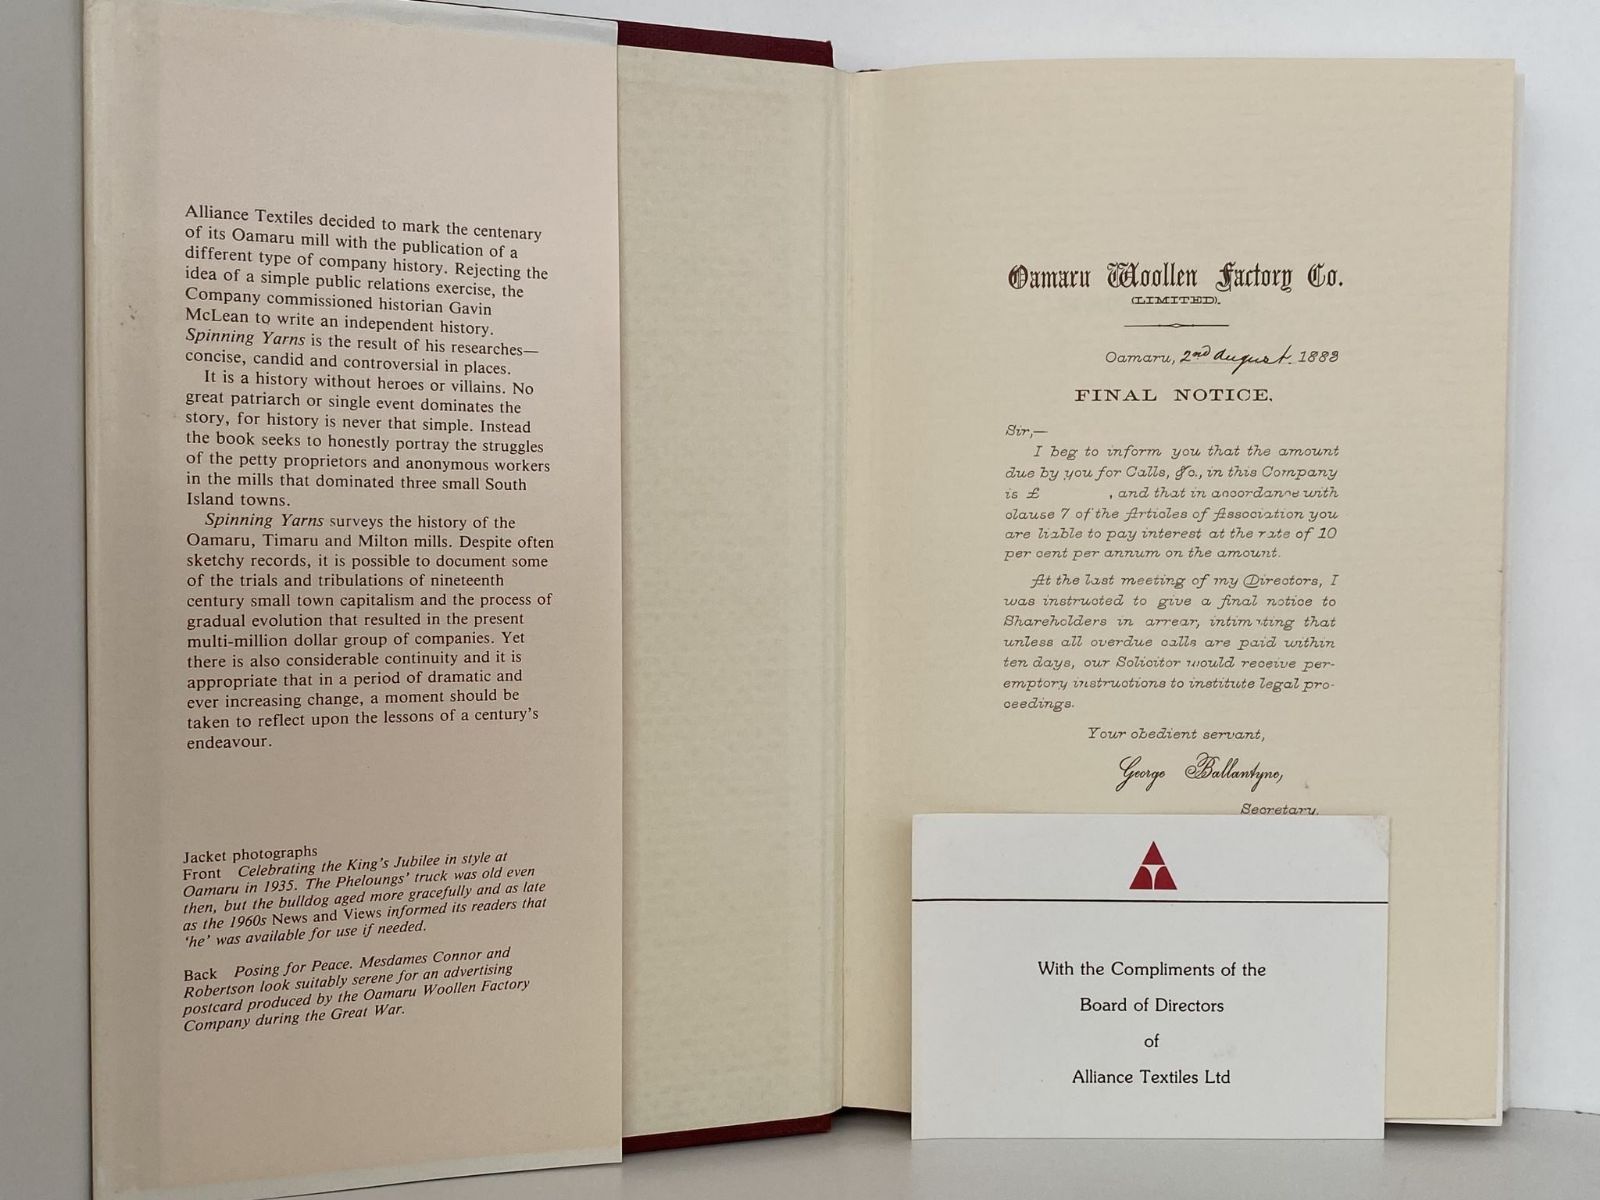 Alliance Textiles decided to mark the centenary
of its Oamaru mill with the publication of a
different type of company history. Rejecting the
idea of a simple public relations exercise, the
Company commissioned historian Gavin
McLean to write an independent history.
Spinning Yarns is the result of his researches—
concise, candid and controversial in places.
It is a history without heroes or villains. No
great patriarch or single event dominates the
story, for history is never that simple. Instead
the book seeks to honestly portray the struggles
of the petty proprietors and anonymous workers
in the mills that dominated three small South
Island towns.
Spinning Yarns surveys the history of the
Oamaru, Timaru and Milton mills. Despite often
sketchy records, it is possible to document some
of the trials and tribulations of nineteenth
century small town capitalism and the process of
gradual evolution that resulted in the present
multi-million dollar group of companies. Yet
there is also considerable continuity and it is
appropriate that in a period of dramatic and
ever increasing change, a moment should be
taken to reflect upon the lessons of a century's
endeavour.
Jacket photographs
Front Celebrating the King's Jubilee in style at
Oamaru in 1935. The Pheloungs' truck was old even
then, but the bulldog aged more gracefully and as late
as the 1960s News and Views informed its readers that
'he' was available for use if needed.
Back Posing for Peace. Mesdames Connor and
Robertson look suitably serene for an advertising
postcard produced by the Oamaru Woollen Factory
Company during the Great War.
Oamaru Woollen Factory Co.
(LIMITED).
Oamaru, 2nd August. 1883
FINAL NOTICE.
Sir,—
I beg to inform you that the amount
due by you for Calls, &c., in this Company
is £ , and that in accordance with
clause 7 of the Articles of Association you
are liable to pay interest at the rate of 10
per cent per annum on the amount.
At the last meeting of my Directors, I
was instructed to give a final notice to
Shareholders in arrear, intimating that
unless all overdue calls are paid within
ten days, our Solicitor would receive per-
emptory instructions to institute legal pro-
ceedings.
Your obedient servant,
George Ballantyne,
Secretary.
With the Compliments of the
Board of Directors
of
Alliance Textiles Ltd